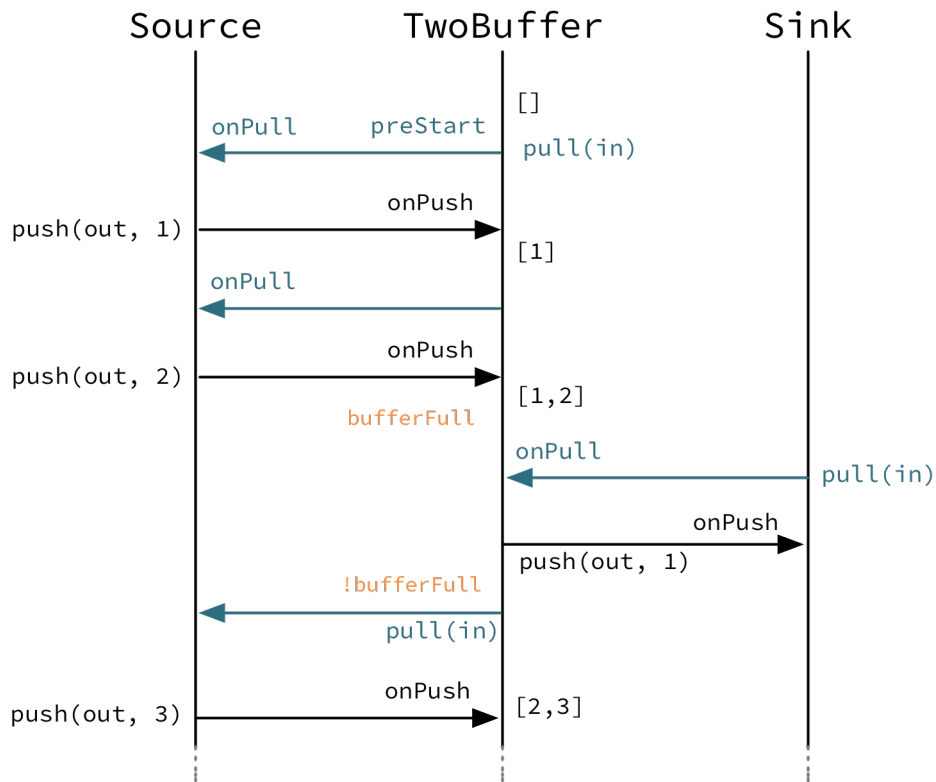 Source TwoBuffer Sink
[]
onPull preStart
pull(in)
onPush
push(out, 1)
[1]
onPull
onPush
push(out, 2)
[1,2]
bufferFull
onPull
pull(in)
onPush
push(out, 1)
!bufferFull
pull(in)
onPush
push(out, 3) [2,3]